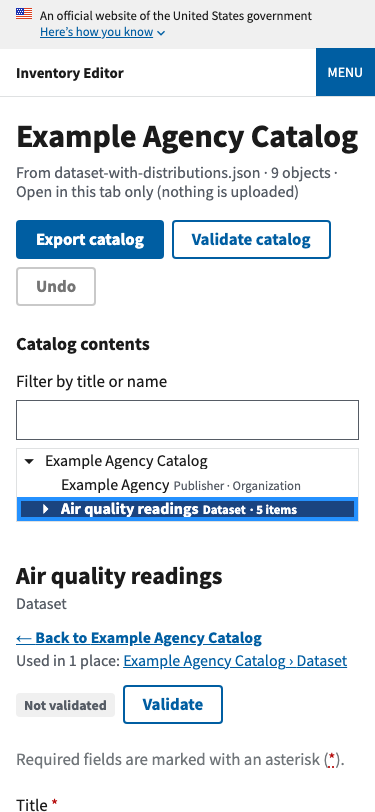 An official website of the United States government
Here's how you know
Inventory Editor
MENU
Example Agency Catalog
From dataset-with-distributions.json · 9 objects ·
Open in this tab only (nothing is uploaded)
Export catalog
Validate catalog
Undo
Catalog contents
Filter by title or name
Example Agency Catalog
Example Agency Publisher · Organization
Air quality readings Dataset · 5 items
Air quality readings
Dataset
← Back to Example Agency Catalog
Used in 1 place: Example Agency Catalog › Dataset
Not validated
Validate
Required fields are marked with an asterisk (*).
Title *